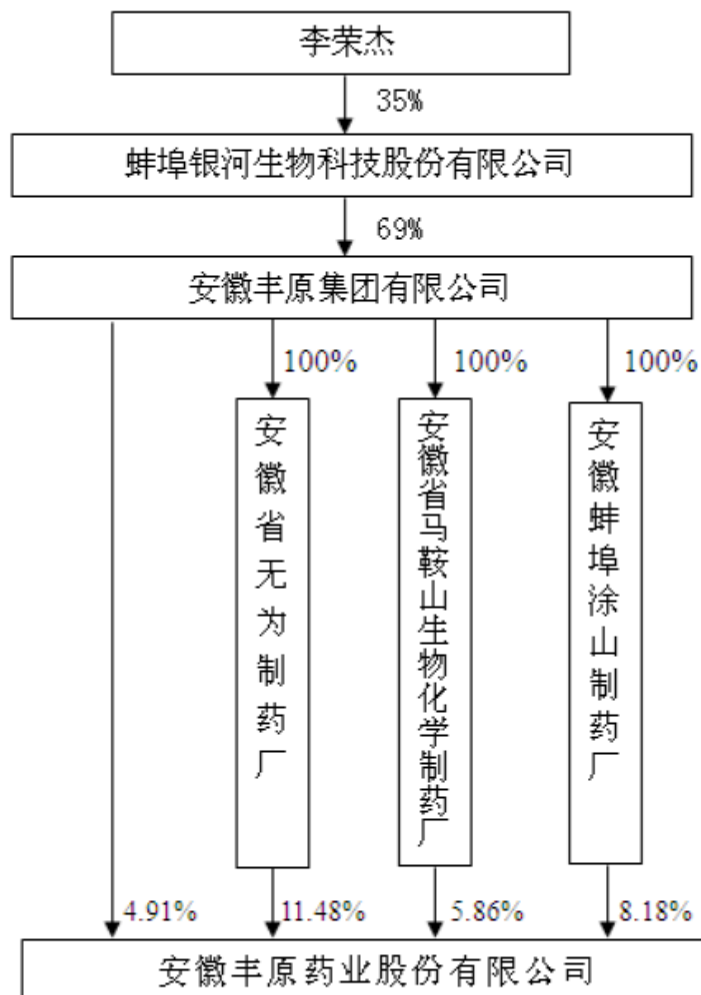 李荣杰
35%
蚌埠银河生物科技股份有限公司
69%
安徽丰原集团有限公司
100%
100%
100%
安徽省无为制药厂
安徽省马鞍山生物化学制药厂
安徽蚌埠涂山制药厂
4.91%
11.48%
5.86%
8.18%
安徽丰原药业股份有限公司